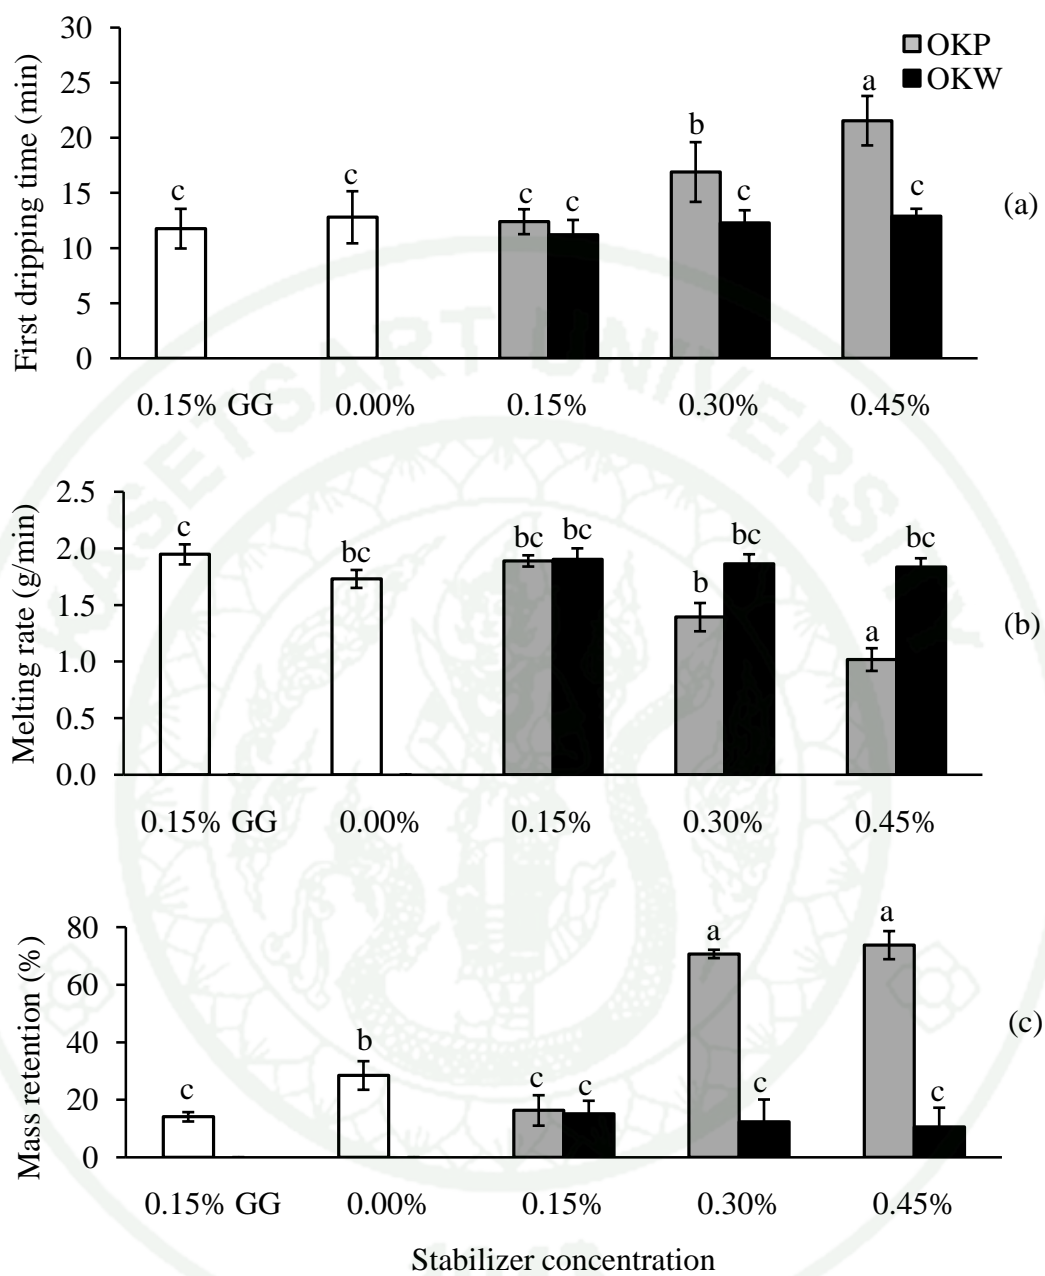 30
25
20
15
10
5
0
First dripping time (min)
OKP
OKW
c
c
c
c
b
c
a
c
(a)
0.15% GG 0.00% 0.15% 0.30% 0.45%
2.5
2.0
1.5
1.0
0.5
0.0
Melting rate (g/min)
c
bc
bc
bc
b
bc
a
bc
(b)
0.15% GG 0.00% 0.15% 0.30% 0.45%
80
60
40
20
0
Mass retention (%)
c
b
c
c
a
c
a
c
(c)
0.15% GG 0.00% 0.15% 0.30% 0.45%
Stabilizer concentration
KASETSART UNIVERSITY